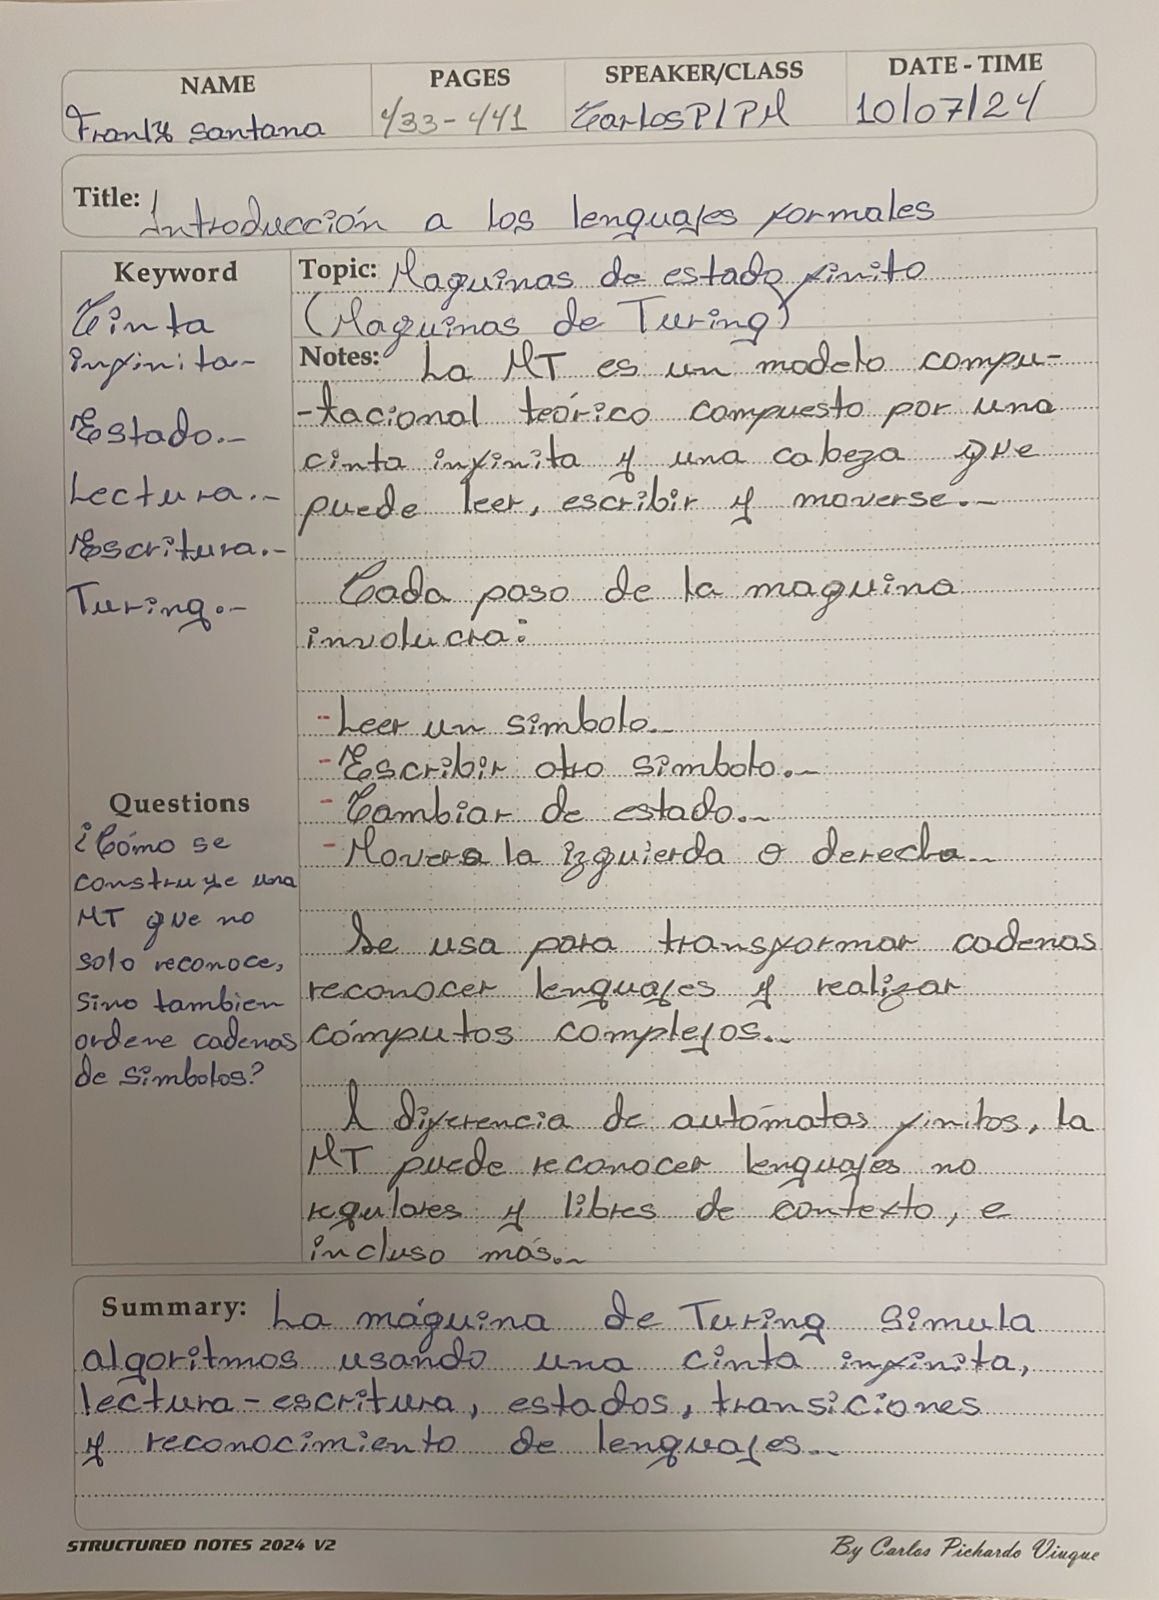 NAME PAGES SPEAKER/CLASS DATE - TIME
Frank santana 433-441 Carlos P/PM 10/07/24
Title: Introducción a los lenguajes formales
Keyword
Cinta
infinita-
Estado.-
Lectura.-
Escritura.-
Turing.-
Questions
¿Cómo se
construye una
MT que no
solo reconoce,
sino tambien
ordene cadenas
de simbolos?
Topic: Maquinas de estado finito
(Maquinas de Turing)
Notes: La MT es un modelo compu-
-tacional teórico compuesto por una
cinta infinita y una cabeza que
puede leer, escribir y moverse.-
Cada paso de la maquina
involucra:
-Leer un simbolo.-
-Escribir otro simbolo.-
-Cambiar de estado.-
-Movera la izquierda o derecha.-
Se usa para transformar cadenas
reconocer lenguajes y realizar
cómputos complejos.-
A diferencia de autómatas finitos, la
MT puede reconocer lenguajes no
regulares y libres de contexto, e
incluso más.-
Summary: La máquina de Turing simula
algoritmos usando una cinta infinita,
lectura-escritura, estados, transiciones
y reconocimiento de lenguajes.-
STRUCTURED NOTES 2024 V2 By Carlos Pichardo Viuque